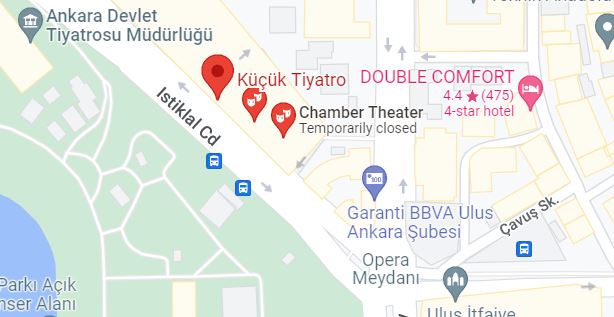 Ankara Devlet
Tiyatrosu Müdürlüğü
Küçük Tiyatro
Chamber Theater
Temporarily closed
DOUBLE COMFORT
4.4 ★ (475)
4-star hotel
Istiklal Cd
100
Garanti BBVA Ulus
Ankara Şubesi
Çavuş Sk.
Opera
Meydanı
Parkı Açık
nser Alanı
Ulus İtfaiye